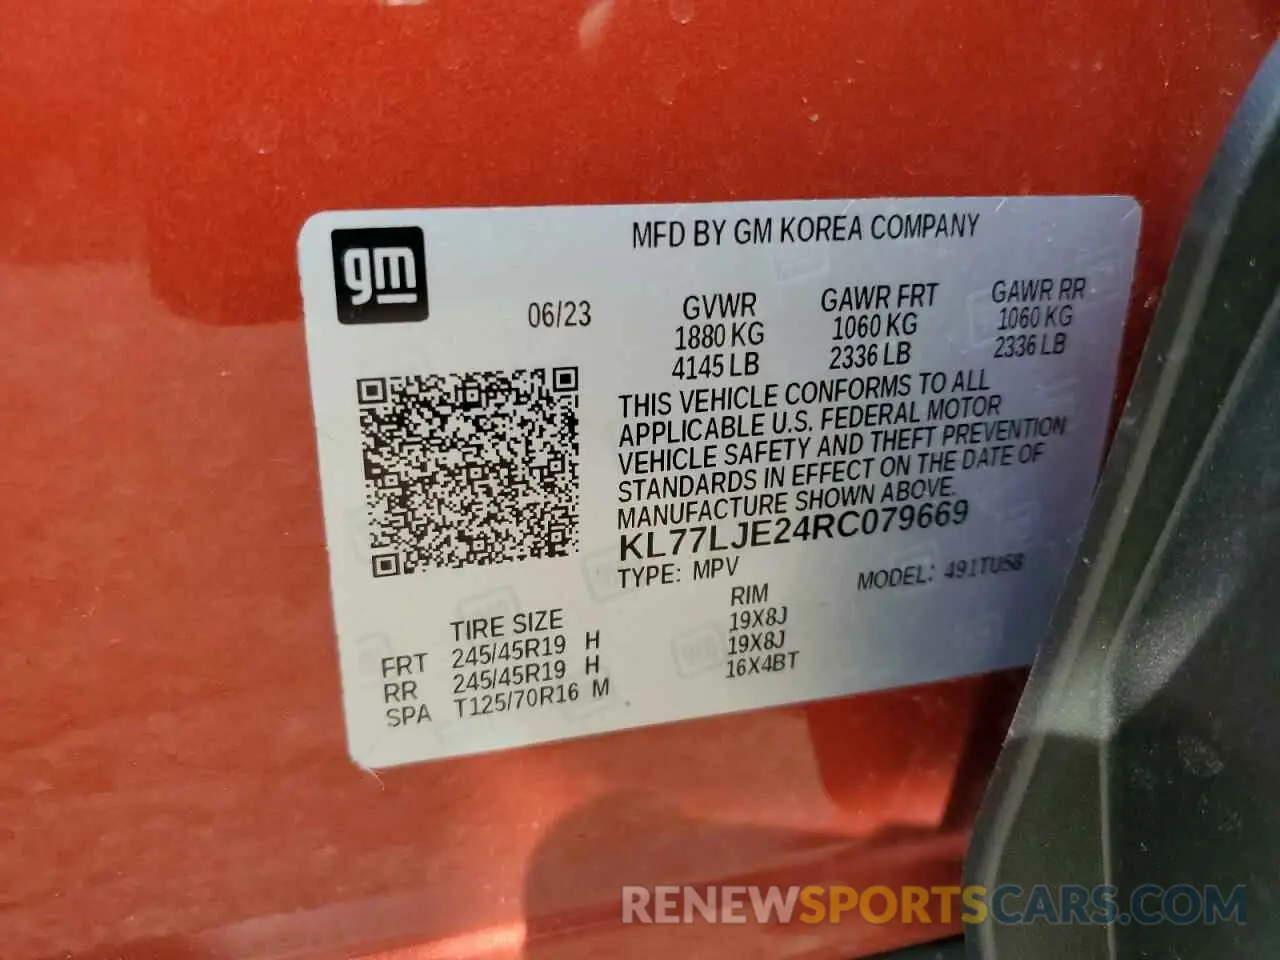 gm
MFD BY GM KOREA COMPANY
06/23
GVWR
1880 KG
4145 LB
GAWR FRT
1060 KG
2336 LB
GAWR RR
1060 KG
2336 LB
THIS VEHICLE CONFORMS TO ALL
APPLICABLE U.S. FEDERAL MOTOR
VEHICLE SAFETY AND THEFT PREVENTION
STANDARDS IN EFFECT ON THE DATE OF
MANUFACTURE SHOWN ABOVE.
KL77LJE24RC079669
TYPE: MPV
MODEL: 491TU58
TIRE SIZE RIM
FRT 245/45R19 H 19X8J
RR 245/45R19 H 19X8J
SPA T125/70R16 M 16X4BT
RENEWSPORTSCARS.COM